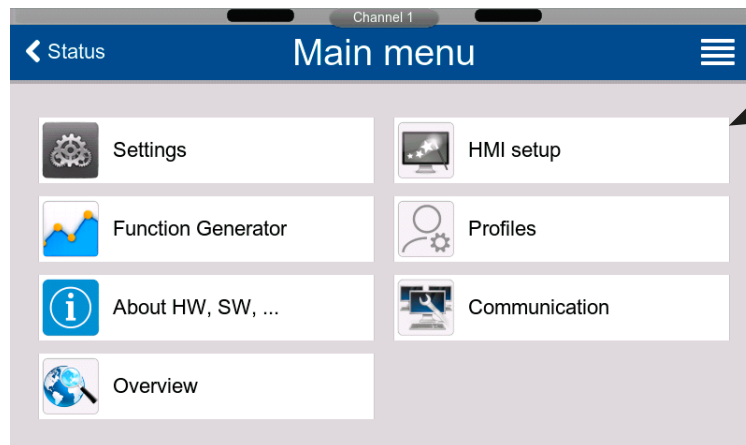 Channel 1
Status
Main menu
Settings
HMI setup
Function Generator
Profiles
About HW, SW, ...
Communication
Overview